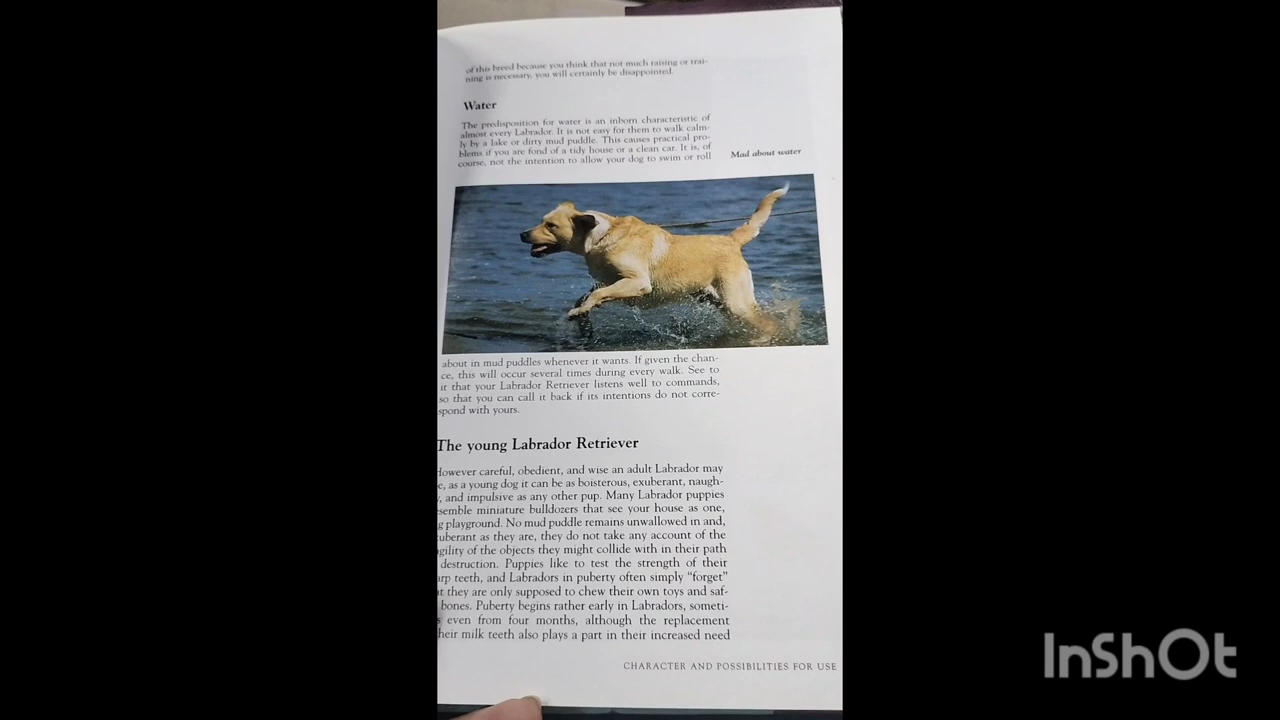 of this breed because you think that not much raising or trai-
ning is necessary, you will certainly be disappointed.
Water
The predisposition for water is an inborn characteristic of
almost every Labrador. It is not easy for them to walk calm-
ly by a lake or dirty mud puddle. This causes practical pro-
blems if you are fond of a tidy house or a clean car. It is, of
course, not the intention to allow your dog to swim or roll
Mad about water
about in mud puddles whenever it wants. If given the chan-
ce, this will occur several times during every walk. See to
it that your Labrador Retriever listens well to commands,
so that you can call it back if its intentions do not corre-
spond with yours.
The young Labrador Retriever
However careful, obedient, and wise an adult Labrador may
e, as a young dog it can be as boisterous, exuberant, naugh-
, and impulsive as any other pup. Many Labrador puppies
semble miniature bulldozers that see your house as one,
g playground. No mud puddle remains unwallowed in and,
uberant as they are, they do not take any account of the
agility of the objects they might collide with in their path
destruction. Puppies like to test the strength of their
arp teeth, and Labradors in puberty often simply "forget"
t they are only supposed to chew their own toys and saf-
bones. Puberty begins rather early in Labradors, someti-
s even from four months, although the replacement
heir milk teeth also plays a part in their increased need
CHARACTER AND POSSIBILITIES FOR USE
InShOt